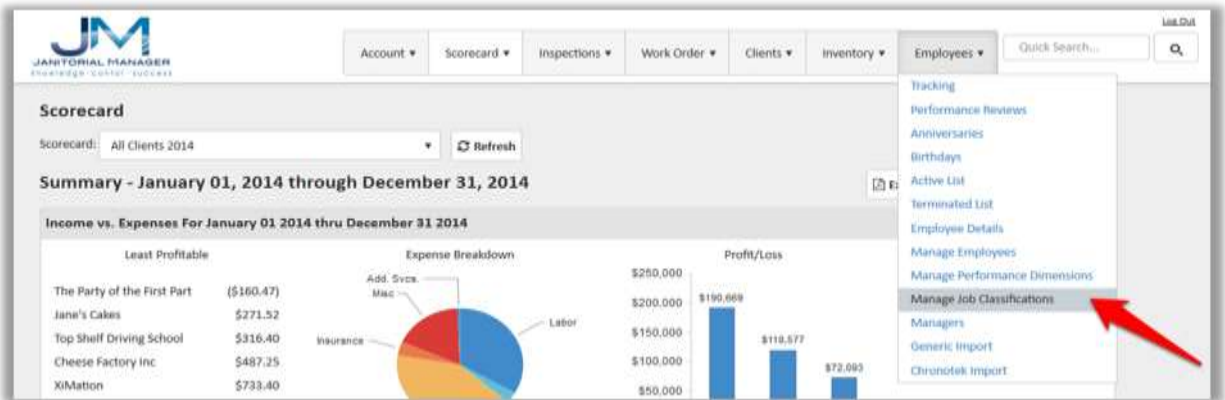 Log Out
JM
JANITORIAL MANAGER
knowledge · control · success
Account ▾ Scorecard ▾ Inspections ▾ Work Order ▾ Clients ▾ Inventory ▾ Employees ▾ Quick Search...
Tracking
Performance Reviews
Anniversaries
Birthdays
Active List
Terminated List
Employee Details
Manage Employees
Manage Performance Dimensions
Manage Job Classifications
Managers
Generic Import
Chronotek Import
Scorecard
Scorecard: All Clients 2014 ▾ Refresh
Summary - January 01, 2014 through December 31, 2014
Income vs. Expenses For January 01 2014 thru December 31 2014
Least Profitable
The Party of the First Part ($160.47)
Jane's Cakes $271.52
Top Shelf Driving School $316.40
Cheese Factory Inc $487.25
XiMation $733.40
Expense Breakdown
Add. Svcs.
Misc
Insurance
Labor
Profit/Loss
$250,000
$200,000
$150,000
$100,000
$50,000
$190,669
$118,577
$72,093